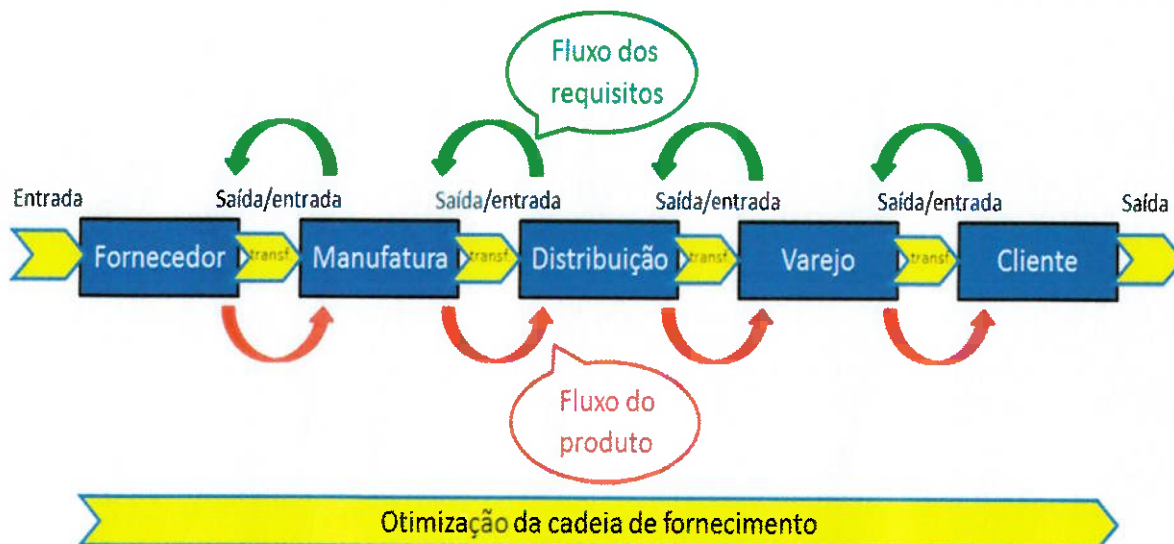 Fluxo dos
requisitos
Entrada
Saída/entrada
Saída/entrada
Saída/entrada
Saída/entrada
Saída
Fornecedor
transf.
Manufatura
transf.
Distribuição
transf.
Varejo
transf
Cliente
Fluxo do
produto
Otimização da cadeia de fornecimento